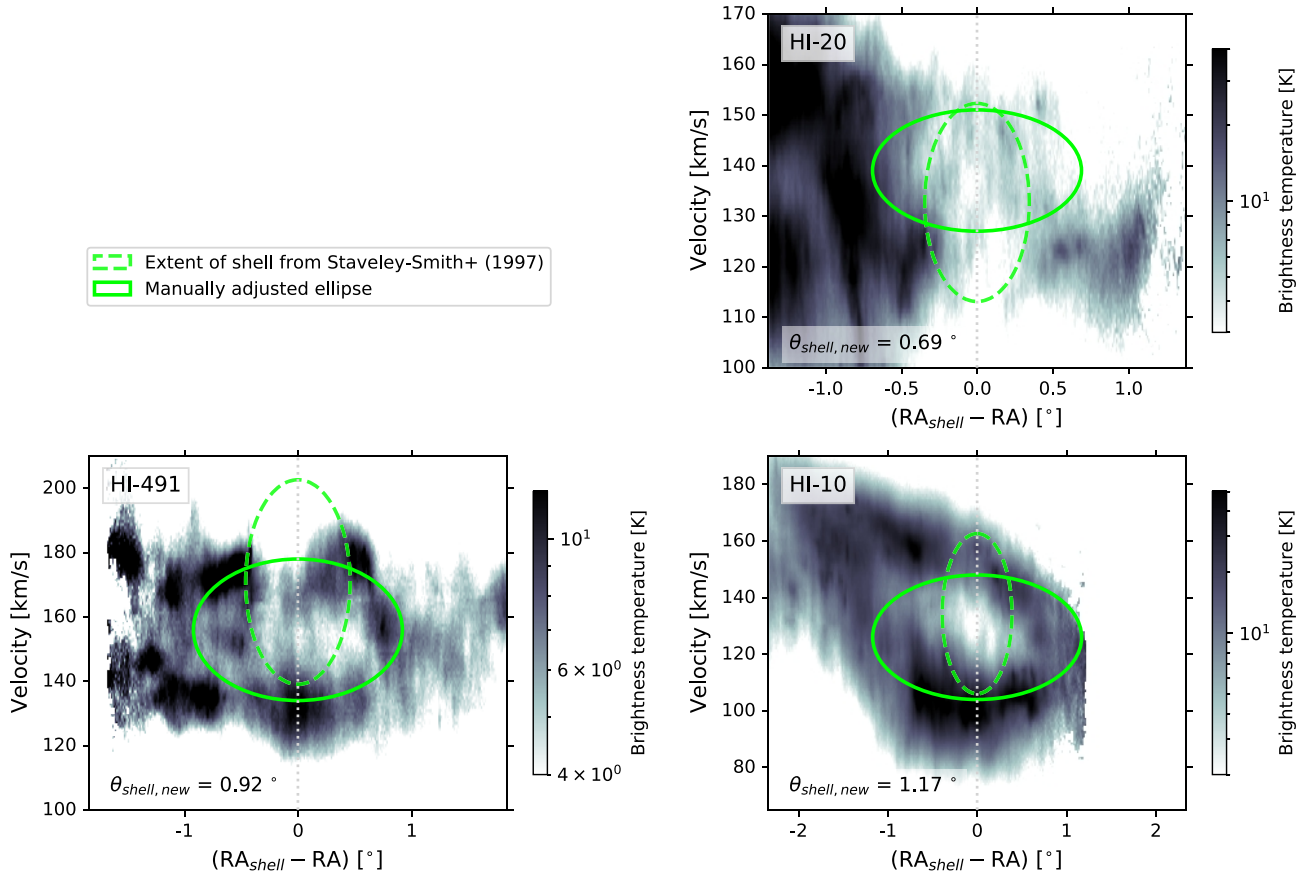 Extent of shell from Staveley-Smith+ (1997)
Manually adjusted ellipse
HI-20
170
160
150
140
130
120
110
100
Velocity [km/s]
θshell, new = 0.69 °
-1.0 -0.5 0.0 0.5 1.0
(RAshell − RA) [°]
10¹
Brightness temperature [K]
HI-491
200
180
160
140
120
100
Velocity [km/s]
θshell, new = 0.92 °
-1 0 1
(RAshell − RA) [°]
10¹
6 × 10⁰
4 × 10⁰
Brightness temperature [K]
HI-10
180
160
140
120
100
80
Velocity [km/s]
θshell, new = 1.17 °
-2 -1 0 1 2
(RAshell − RA) [°]
10¹
Brightness temperature [K]